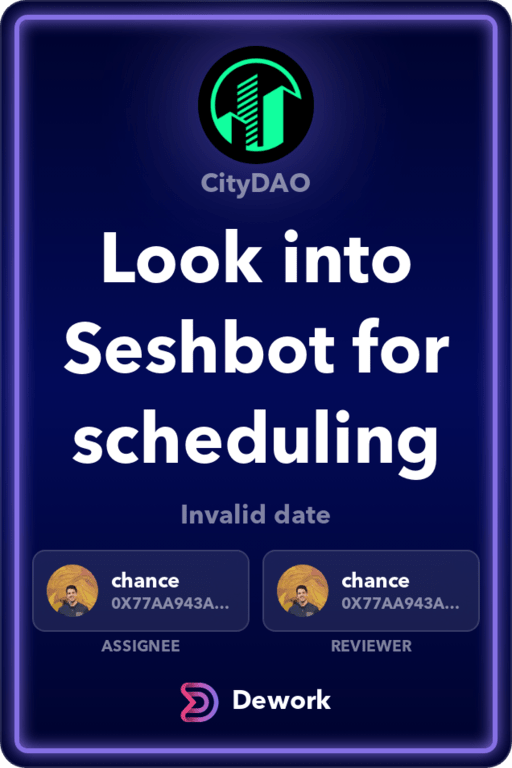 CityDAO
Look into
Seshbot for
scheduling
Invalid date
chance
0X77AA943A...
chance
0X77AA943A...
ASSIGNEE
REVIEWER
Dework